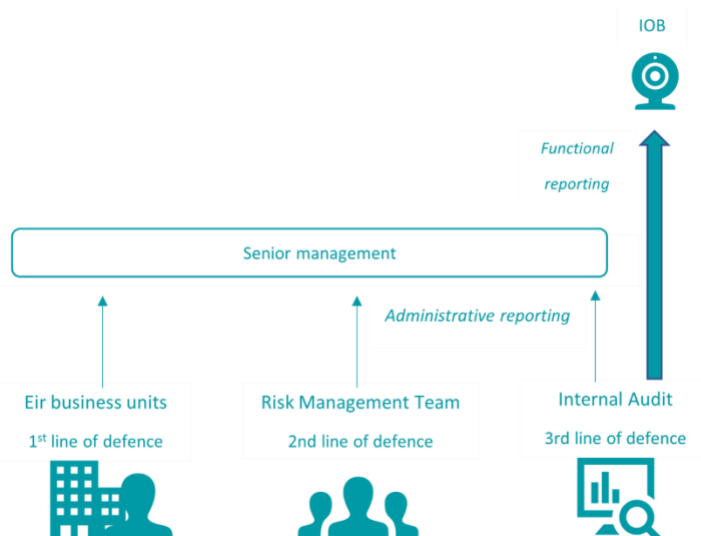 IOB
Functional
reporting
Senior management
Administrative reporting
Eir business units
1st line of defence
Risk Management Team
2nd line of defence
Internal Audit
3rd line of defence